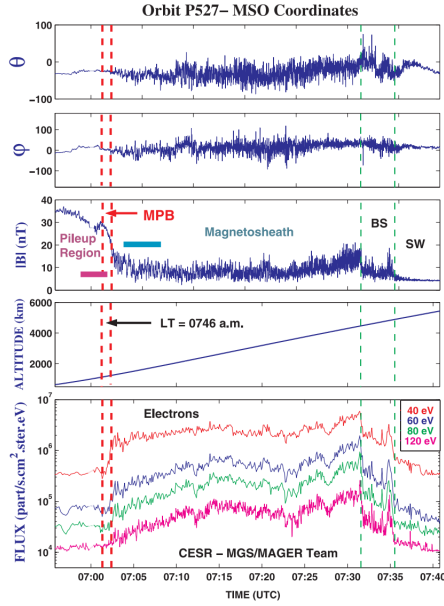 Orbit P527– MSO Coordinates
θ
100
0
−100
φ
100
0
−100
|B| (nT)
40
30
20
10
0
MPB
Pileup
Region
Magnetosheath
BS
SW
ALTITUDE (km)
6000
4000
2000
LT = 0746 a.m.
FLUX (part/s.cm².ster.eV)
10⁷
10⁶
10⁵
10⁴
Electrons
40 eV
60 eV
80 eV
120 eV
CESR – MGS/MAGER Team
07:00 07:05 07:10 07:15 07:20 07:25 07:30 07:35 07:40
TIME (UTC)